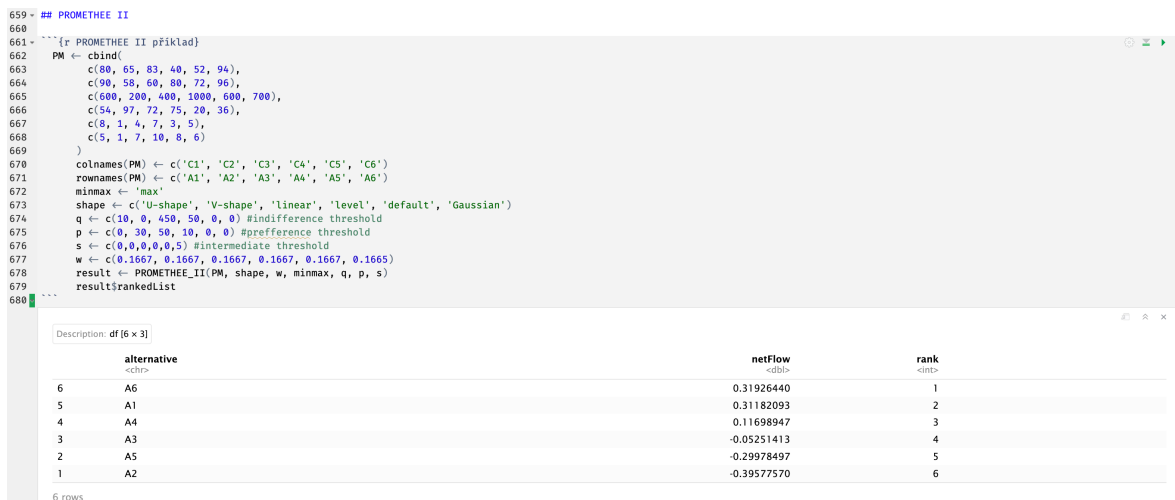 659 ## PROMETHEE II
660
661 ```{r PROMETHEE II příklad}
662 PM ← cbind(
663 c(80, 65, 83, 40, 52, 94),
664 c(90, 58, 60, 80, 72, 96),
665 c(600, 200, 400, 1000, 600, 700),
666 c(54, 97, 72, 75, 20, 36),
667 c(8, 1, 4, 7, 3, 5),
668 c(5, 1, 7, 10, 8, 6)
669 )
670 colnames(PM) ← c('C1', 'C2', 'C3', 'C4', 'C5', 'C6')
671 rownames(PM) ← c('A1', 'A2', 'A3', 'A4', 'A5', 'A6')
672 minmax ← 'max'
673 shape ← c('U-shape', 'V-shape', 'linear', 'level', 'default', 'Gaussian')
674 q ← c(10, 0, 450, 50, 0, 0) #indifference threshold
675 p ← c(0, 30, 50, 10, 0, 0) #prefference threshold
676 s ← c(0,0,0,0,0,5) #intermediate threshold
677 w ← c(0.1667, 0.1667, 0.1667, 0.1667, 0.1667, 0.1665)
678 result ← PROMETHEE_II(PM, shape, w, minmax, q, p, s)
679 result$rankedList
680 ```
Description: df [6 × 3]
alternative netFlow rank
<chr> <dbl> <int>
6 A6 0.31926440 1
5 A1 0.31182093 2
4 A4 0.11698947 3
3 A3 -0.05251413 4
2 A5 -0.29978497 5
1 A2 -0.39577570 6
6 rows